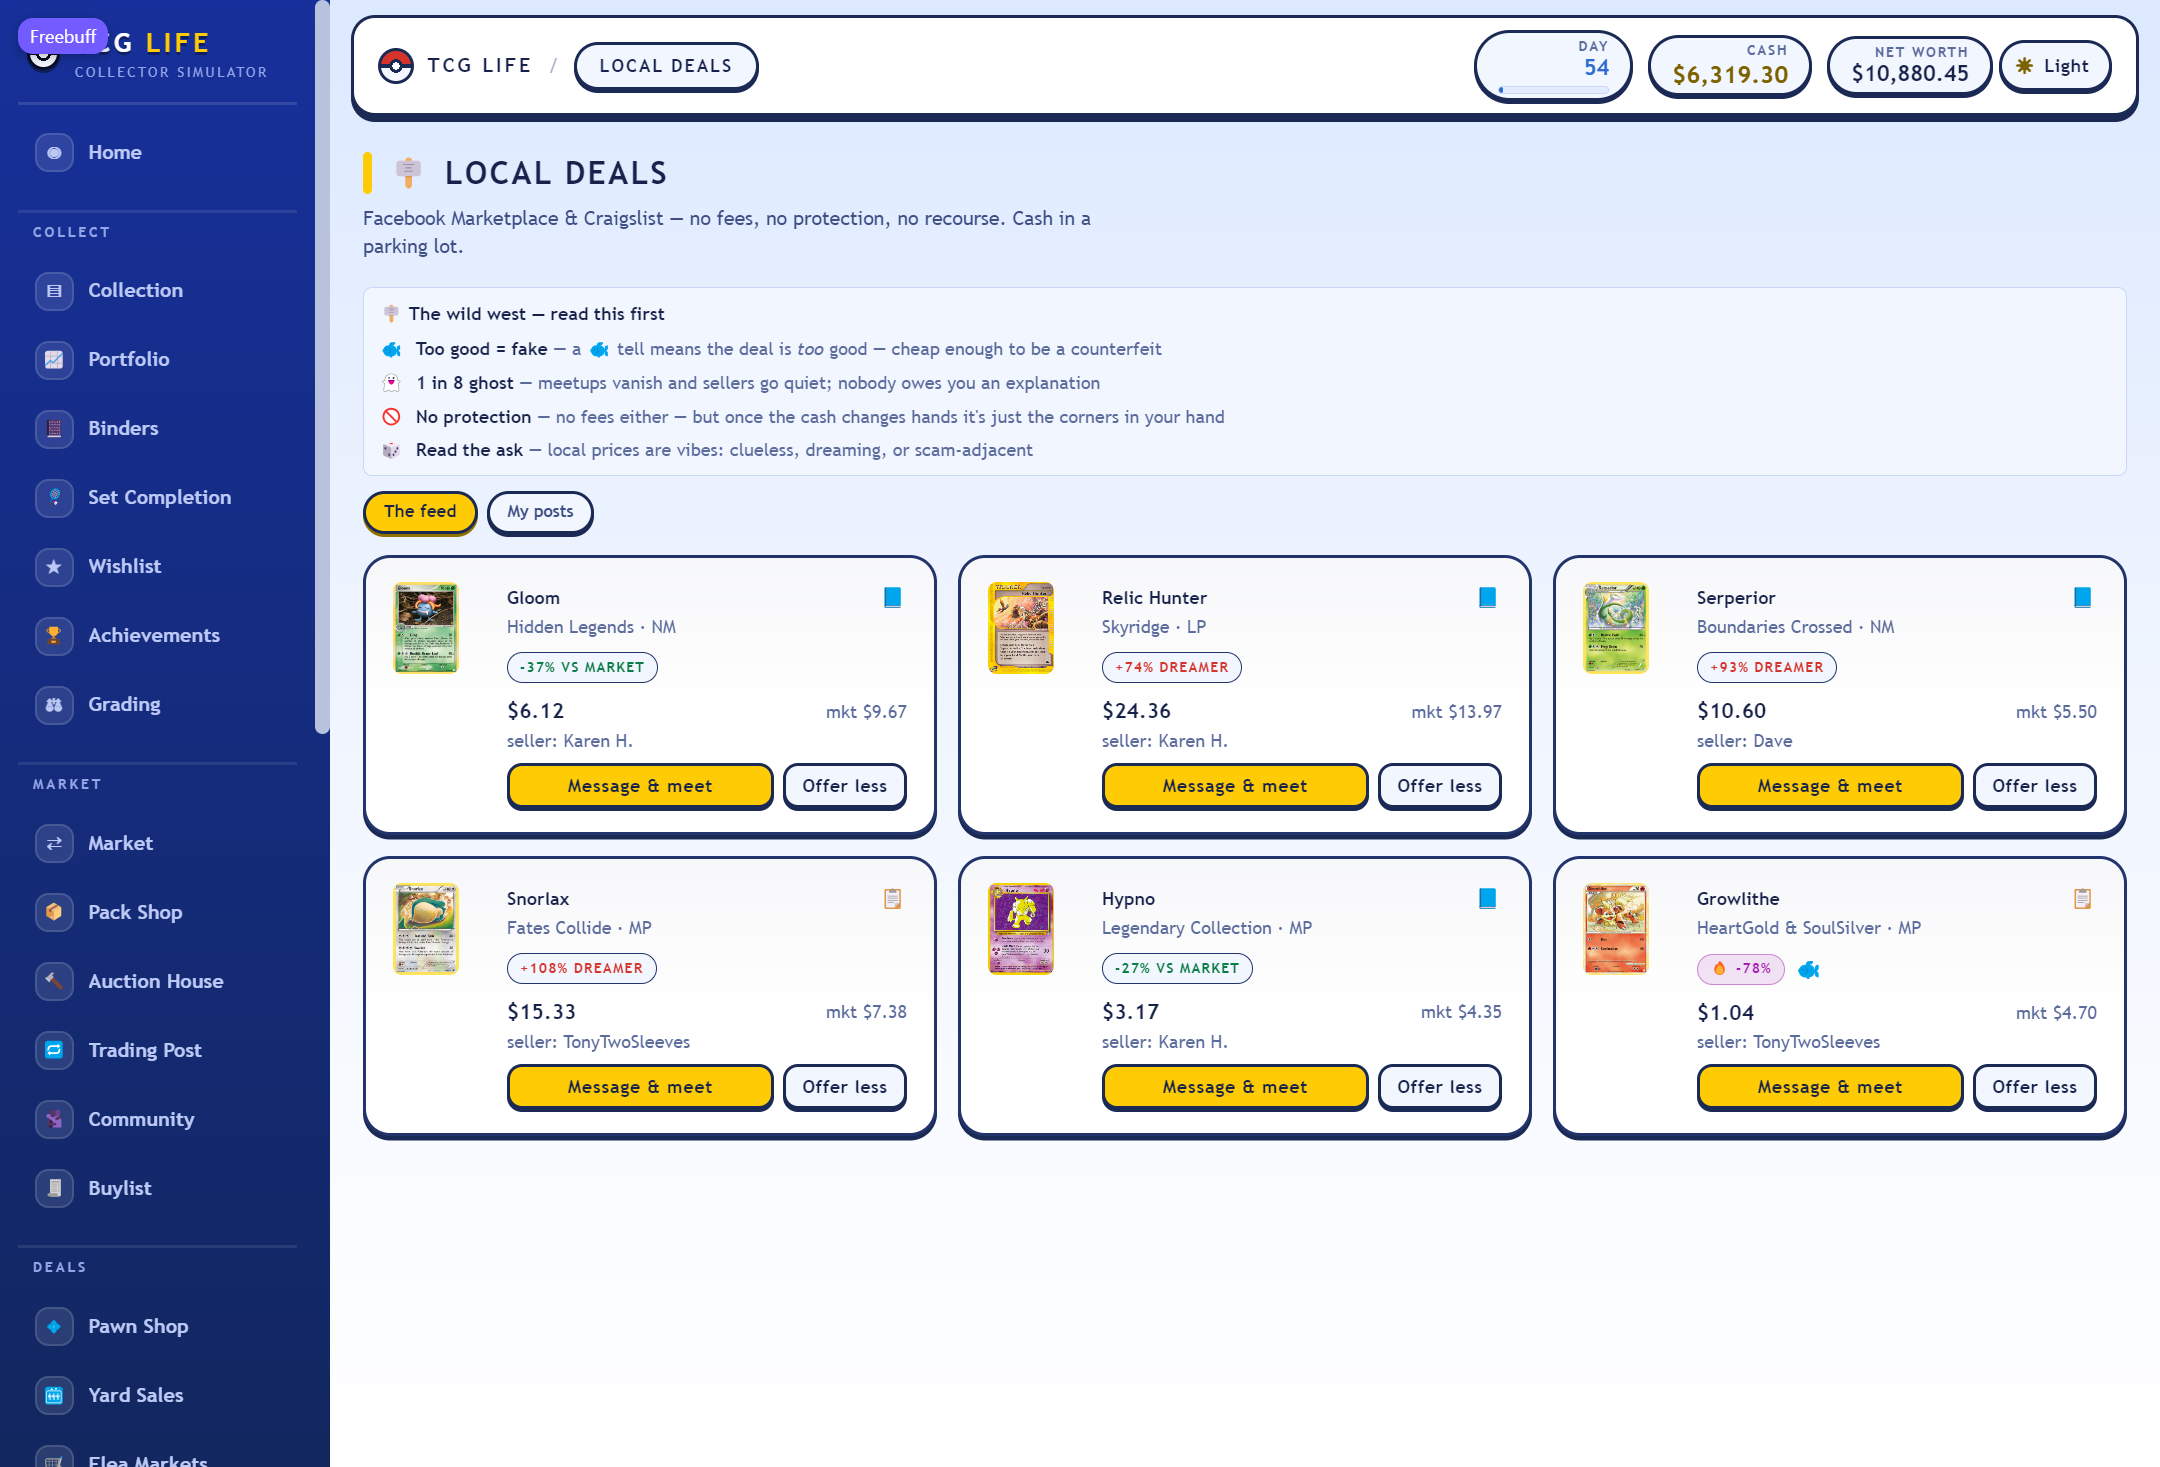 Freebuff
CG LIFE
COLLECTOR SIMULATOR
Home
COLLECT
Collection
Portfolio
Binders
Set Completion
Wishlist
Achievements
Grading
MARKET
Market
Pack Shop
Auction House
Trading Post
Community
Buylist
DEALS
Pawn Shop
Yard Sales
Flea Markets
TCG LIFE / LOCAL DEALS
DAY
54
CASH
$6,319.30
NET WORTH
$10,880.45
Light
LOCAL DEALS
Facebook Marketplace & Craigslist — no fees, no protection, no recourse. Cash in a
parking lot.
The wild west — read this first
Too good = fake — a tell means the deal is too good — cheap enough to be a counterfeit
1 in 8 ghost — meetups vanish and sellers go quiet; nobody owes you an explanation
No protection — no fees either — but once the cash changes hands it's just the corners in your hand
Read the ask — local prices are vibes: clueless, dreaming, or scam-adjacent
The feed
My posts
Gloom
Hidden Legends · NM
-37% VS MARKET
$6.12
mkt $9.67
seller: Karen H.
Message & meet
Offer less
Relic Hunter
Skyridge · LP
+74% DREAMER
$24.36
mkt $13.97
seller: Karen H.
Message & meet
Offer less
Serperior
Boundaries Crossed · NM
+93% DREAMER
$10.60
mkt $5.50
seller: Dave
Message & meet
Offer less
Snorlax
Fates Collide · MP
+108% DREAMER
$15.33
mkt $7.38
seller: TonyTwoSleeves
Message & meet
Offer less
Hypno
Legendary Collection · MP
-27% VS MARKET
$3.17
mkt $4.35
seller: Karen H.
Message & meet
Offer less
Growlithe
HeartGold & SoulSilver · MP
-78%
$1.04
mkt $4.70
seller: TonyTwoSleeves
Message & meet
Offer less